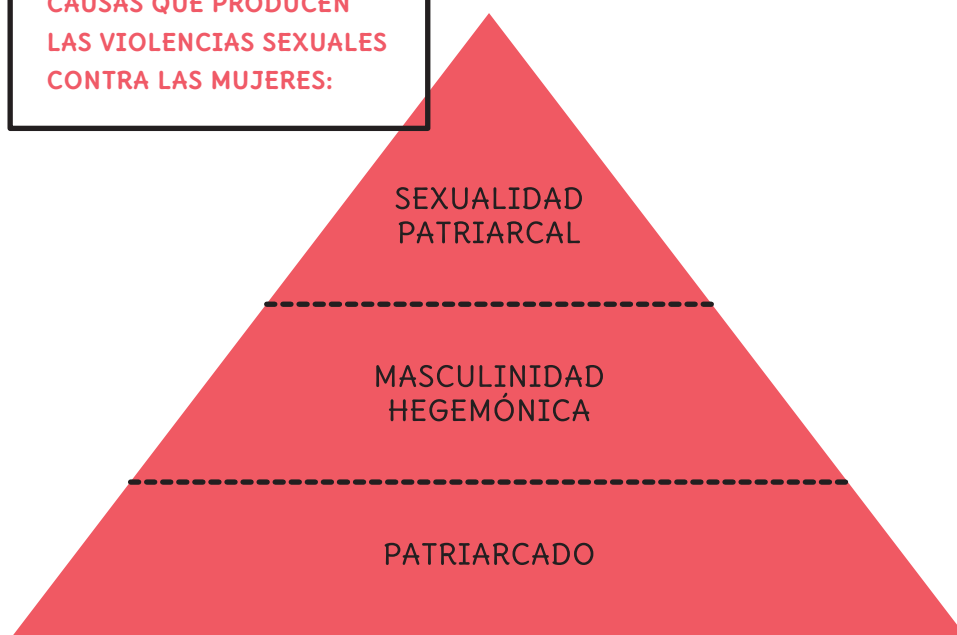 CAUSAS QUE PRODUCEN
LAS VIOLENCIAS SEXUALES
CONTRA LAS MUJERES:
SEXUALIDAD
PATRIARCAL
MASCULINIDAD
HEGEMÓNICA
PATRIARCADO